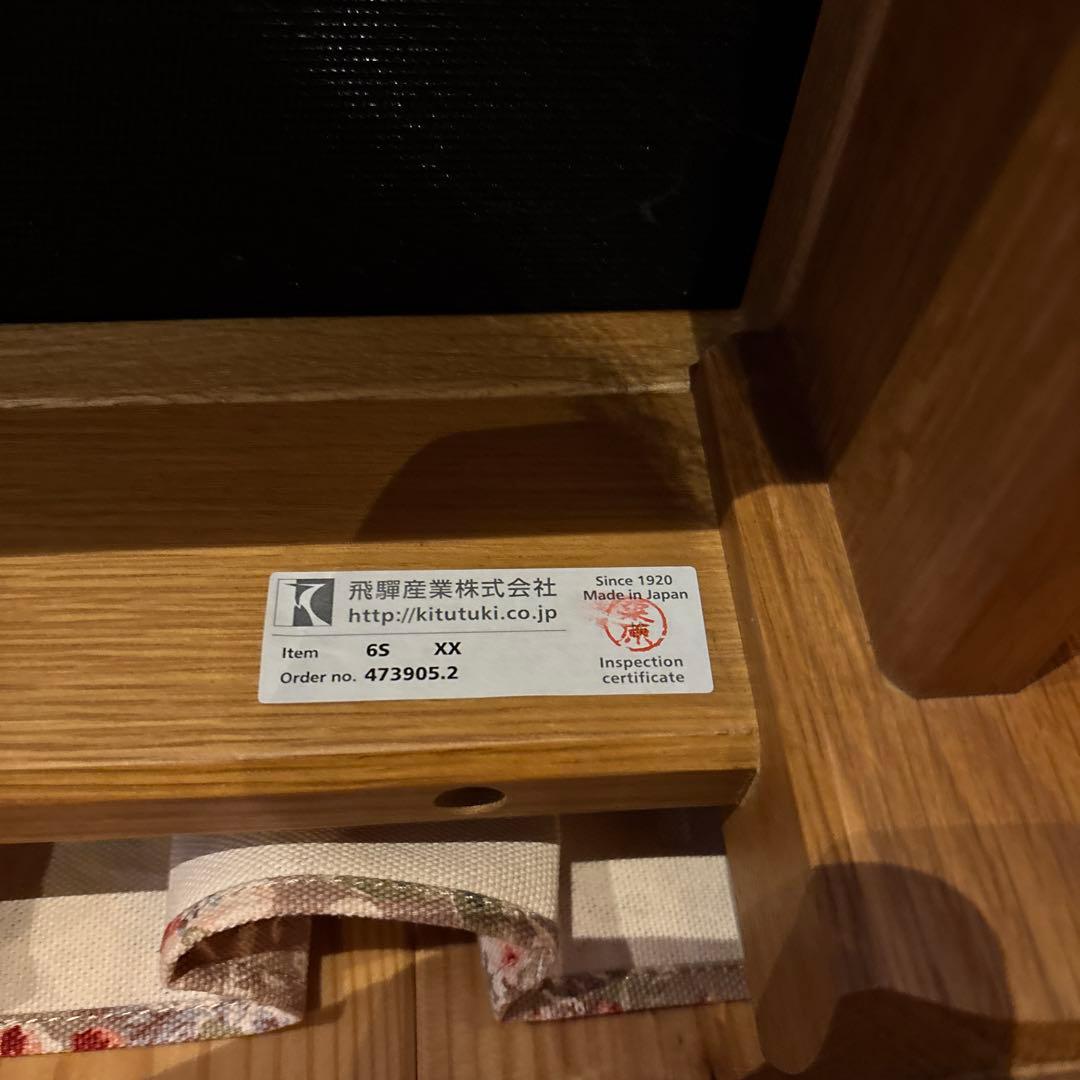 飛驒産業株式会社
http://kitutuki.co.jp
Item 6S XX
Order no. 473905.2
Since 1920
Made in Japan
Inspection
certificate